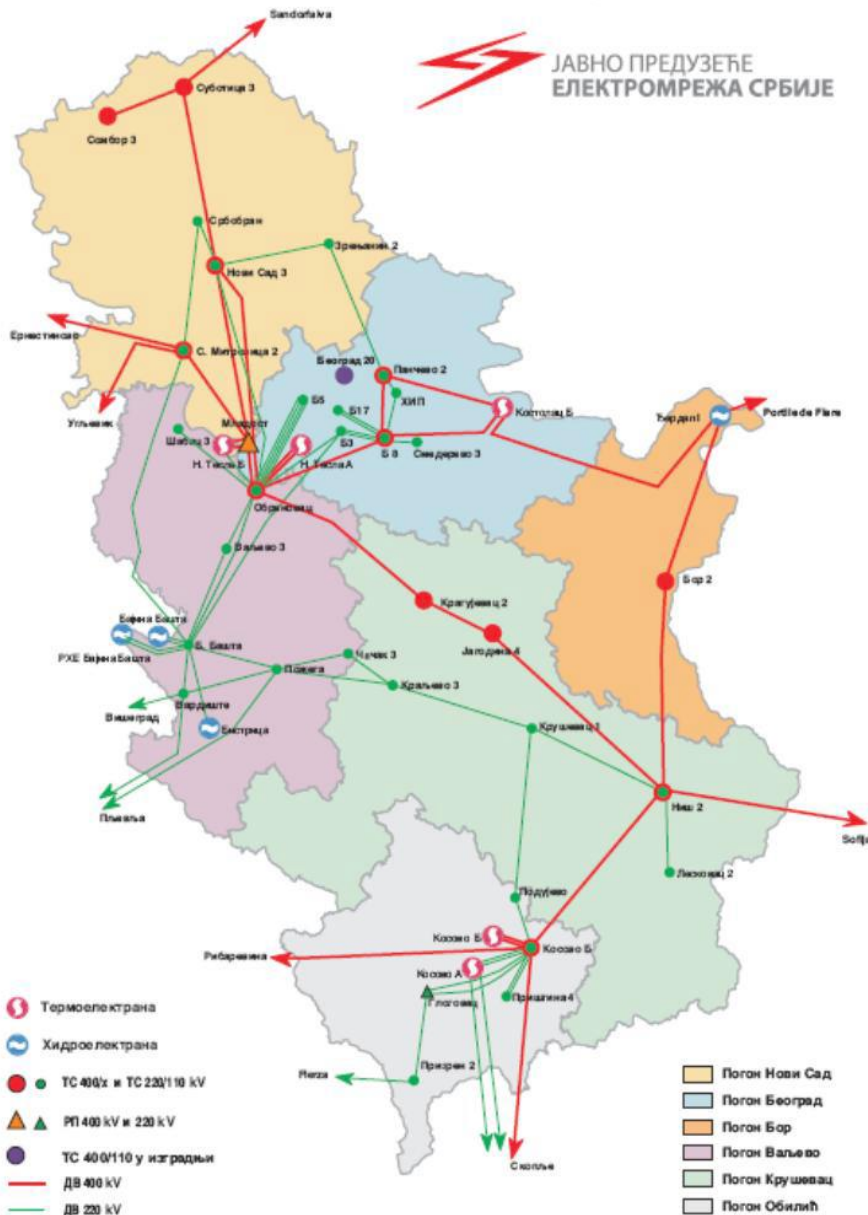 Sandorfalva
ЈАВНО ПРЕДУЗЕЋЕ
ЕЛЕКТРОМРЕЖА СРБИЈЕ
Суботица 3
Сомбор 3
Србобран
Зрењанин 2
Нови Сад 3
Ернестиново
С. Митровица 2
Београд 20
Панчево 2
Угљевик
Б5
Б17
ХИП
Костолац Б
Ђердап I
Portile de Fiare
Младост
Шабац 3
Б3
Н. Тесла Б
Н. Тесла А
Б 8
Смедерево 3
Обреновац
Ваљево 3
Бор 2
Крагујевац 2
Бајина Башта
Јагодина 4
РХЕ Бајина Башта
Б. Башта
Чачак 3
Пожега
Краљево 3
Вардиште
Вишеград
Бистрица
Крушевац 1
Пљевља
Ниш 2
Sofija
Лесковац 2
Подујево
Косово Б
Косово Б
Рибаревина
Косово А
Глоговац
Приштина 4
Fierza
Призрен 2
Скопље
Термоелектрана
Хидроелектрана
ТС 400/x и ТС 220/110 kV
РП 400 kV и 220 kV
ТС 400/110 у изградњи
ДВ 400 kV
ДВ 220 kV
Погон Нови Сад
Погон Београд
Погон Бор
Погон Ваљево
Погон Крушевац
Погон Обилић